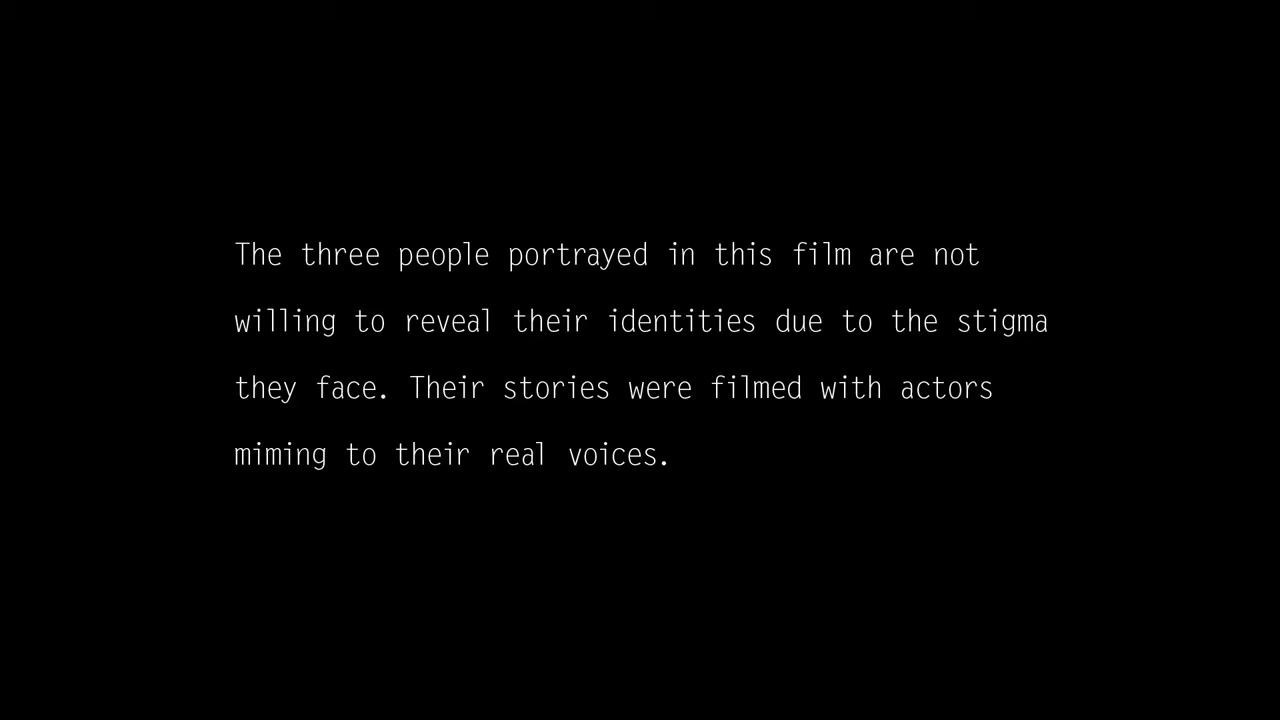 The three people portrayed in this film are not
willing to reveal their identities due to the stigma
they face. Their stories were filmed with actors
miming to their real voices.